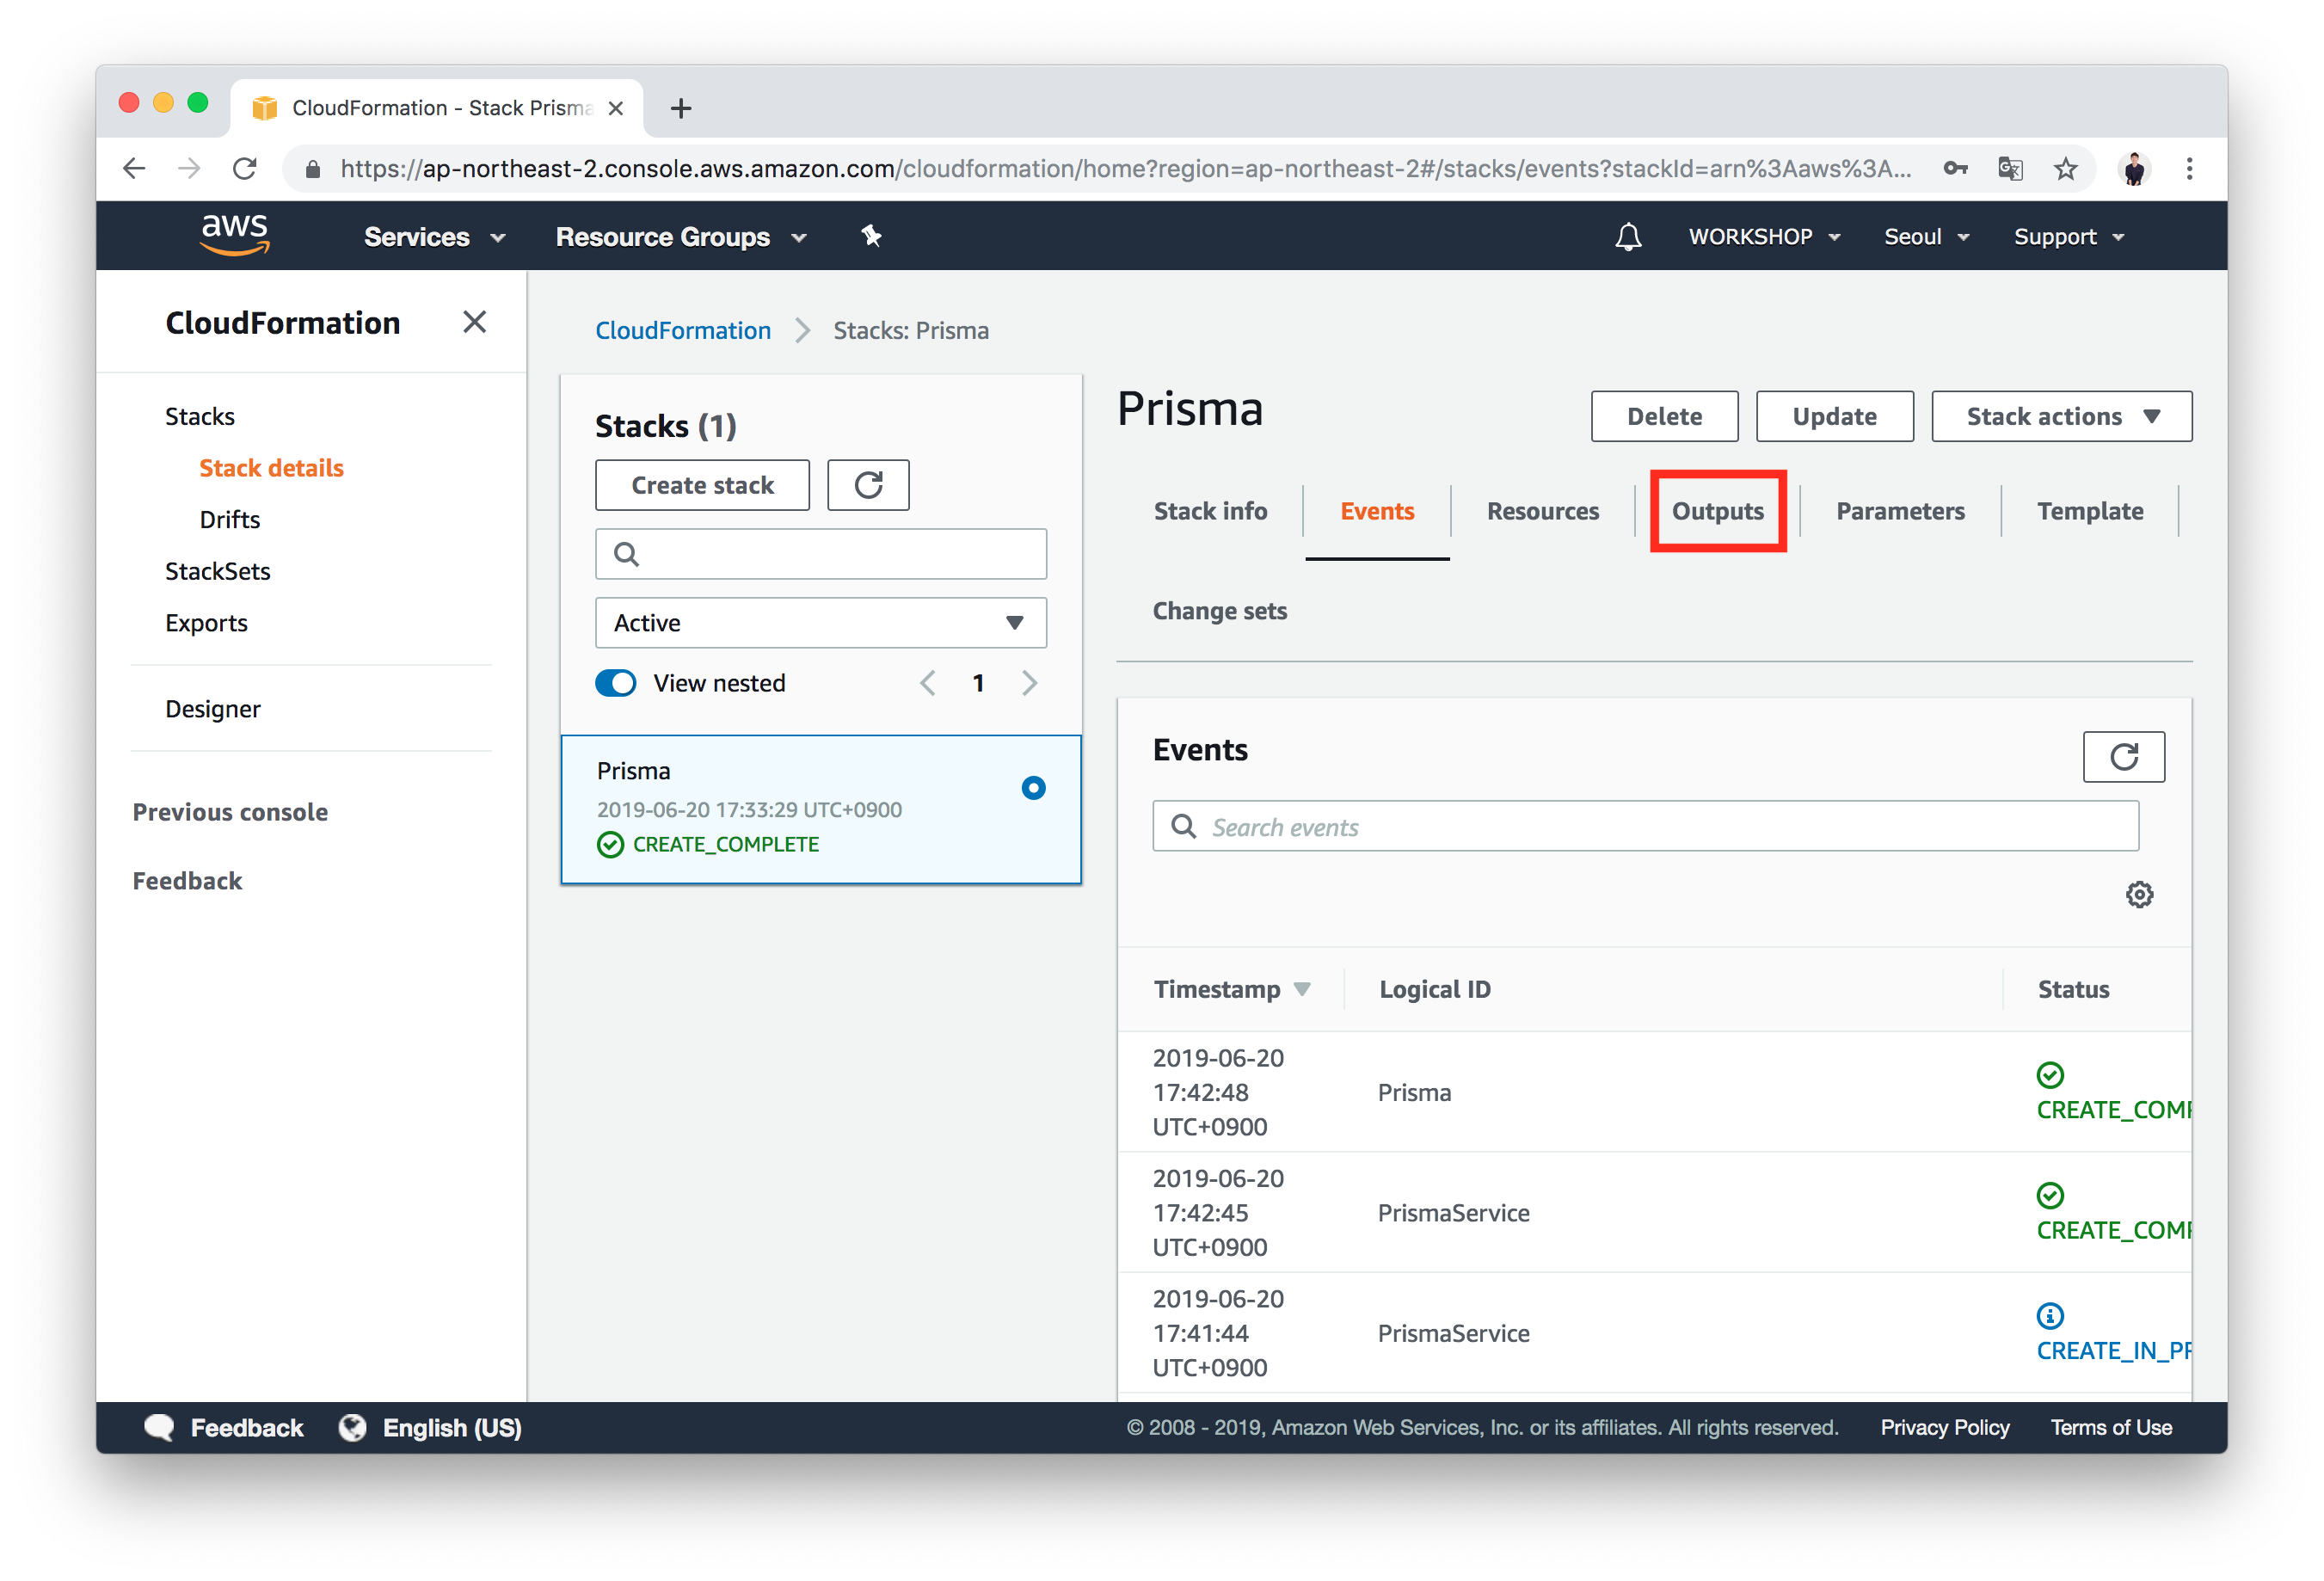 CloudFormation - Stack Prisma
https://ap-northeast-2.console.aws.amazon.com/cloudformation/home?region=ap-northeast-2#/stacks/events?stackId=arn%3Aaws%3A...
aws
Services
Resource Groups
WORKSHOP
Seoul
Support
CloudFormation
Stacks
Stack details
Drifts
StackSets
Exports
Designer
Previous console
Feedback
CloudFormation
Stacks: Prisma
Stacks (1)
Create stack
Active
View nested
1
Prisma
2019-06-20 17:33:29 UTC+0900
CREATE_COMPLETE
Prisma
Delete
Update
Stack actions
Stack info
Events
Resources
Outputs
Parameters
Template
Change sets
Events
Search events
Timestamp
Logical ID
Status
2019-06-20
17:42:48
UTC+0900
Prisma
CREATE_COMP
2019-06-20
17:42:45
UTC+0900
PrismaService
CREATE_COMP
2019-06-20
17:41:44
UTC+0900
PrismaService
CREATE_IN_PR
Feedback
English (US)
© 2008 - 2019, Amazon Web Services, Inc. or its affiliates. All rights reserved.
Privacy Policy
Terms of Use